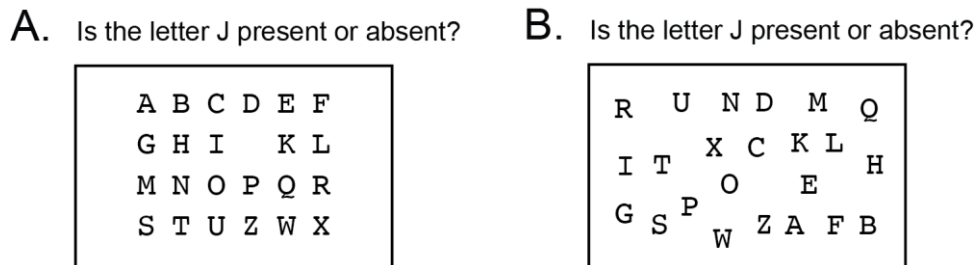 A. Is the letter J present or absent?
A B C D E F
G H I K L
M N O P Q R
S T U Z W X
B. Is the letter J present or absent?
R U N D M Q
I T X C K L H
O E
G S P W Z A F B